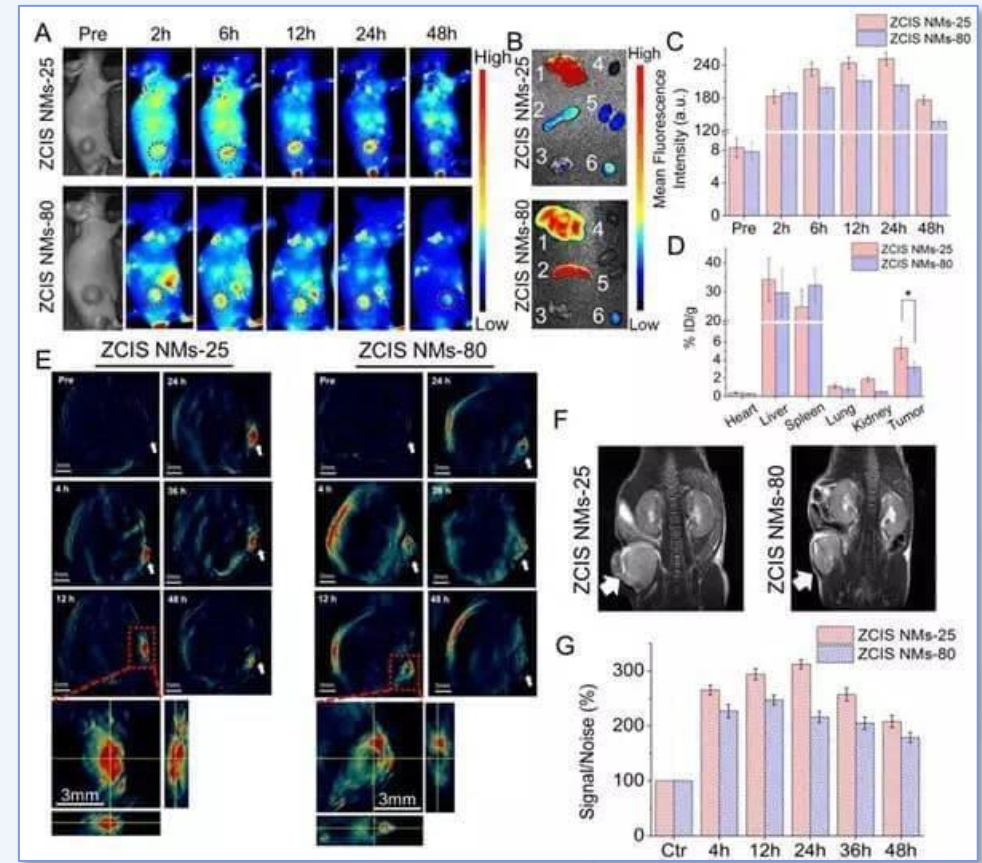 A
Pre 2h 6h 12h 24h 48h
ZCIS NMs-25
ZCIS NMs-80
High
Low
B
ZCIS NMs-25
ZCIS NMs-80
1 4
2 5
3 6
1 4
2 5
3 6
High
Low
C
ZCIS NMs-25
ZCIS NMs-80
Mean Fluorescence
Intensity (a.u.)
240
180
120
8
4
0
Pre 2h 6h 12h 24h 48h
D
ZCIS NMs-25
ZCIS NMs-80
% ID/g
40
30
20
6
4
2
0
*
Heart Liver Spleen Lung Kidney Tumor
E
ZCIS NMs-25 ZCIS NMs-80
Pre 24 h
4 h 36 h
12 h 48 h
3mm
Pre 24 h
4 h
12 h 48 h
3mm
F
ZCIS NMs-25
ZCIS NMs-80
G
ZCIS NMs-25
ZCIS NMs-80
Signal/Noise (%)
300
200
100
0
Ctr 4h 12h 24h 36h 48h